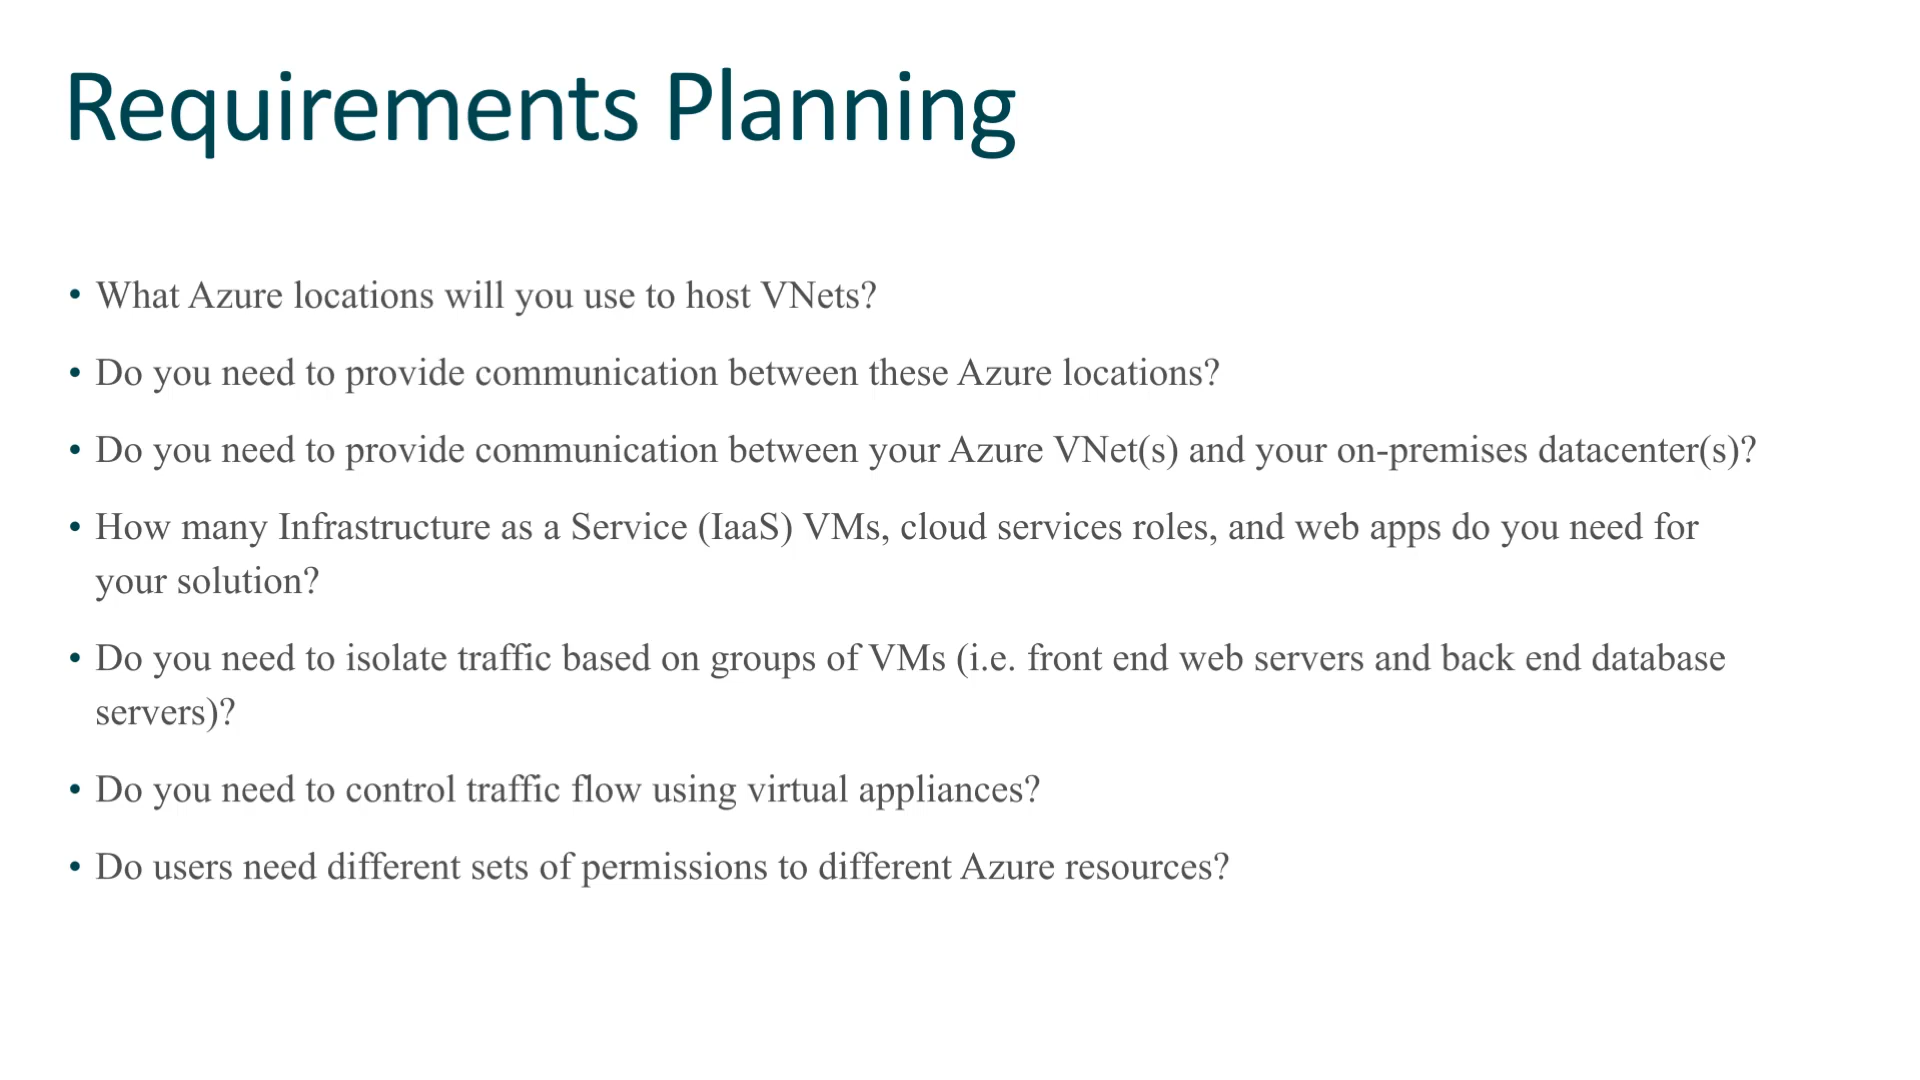 Requirements Planning
• What Azure locations will you use to host VNets?
• Do you need to provide communication between these Azure locations?
• Do you need to provide communication between your Azure VNet(s) and your on-premises datacenter(s)?
• How many Infrastructure as a Service (IaaS) VMs, cloud services roles, and web apps do you need for
your solution?
• Do you need to isolate traffic based on groups of VMs (i.e. front end web servers and back end database
servers)?
• Do you need to control traffic flow using virtual appliances?
• Do users need different sets of permissions to different Azure resources?